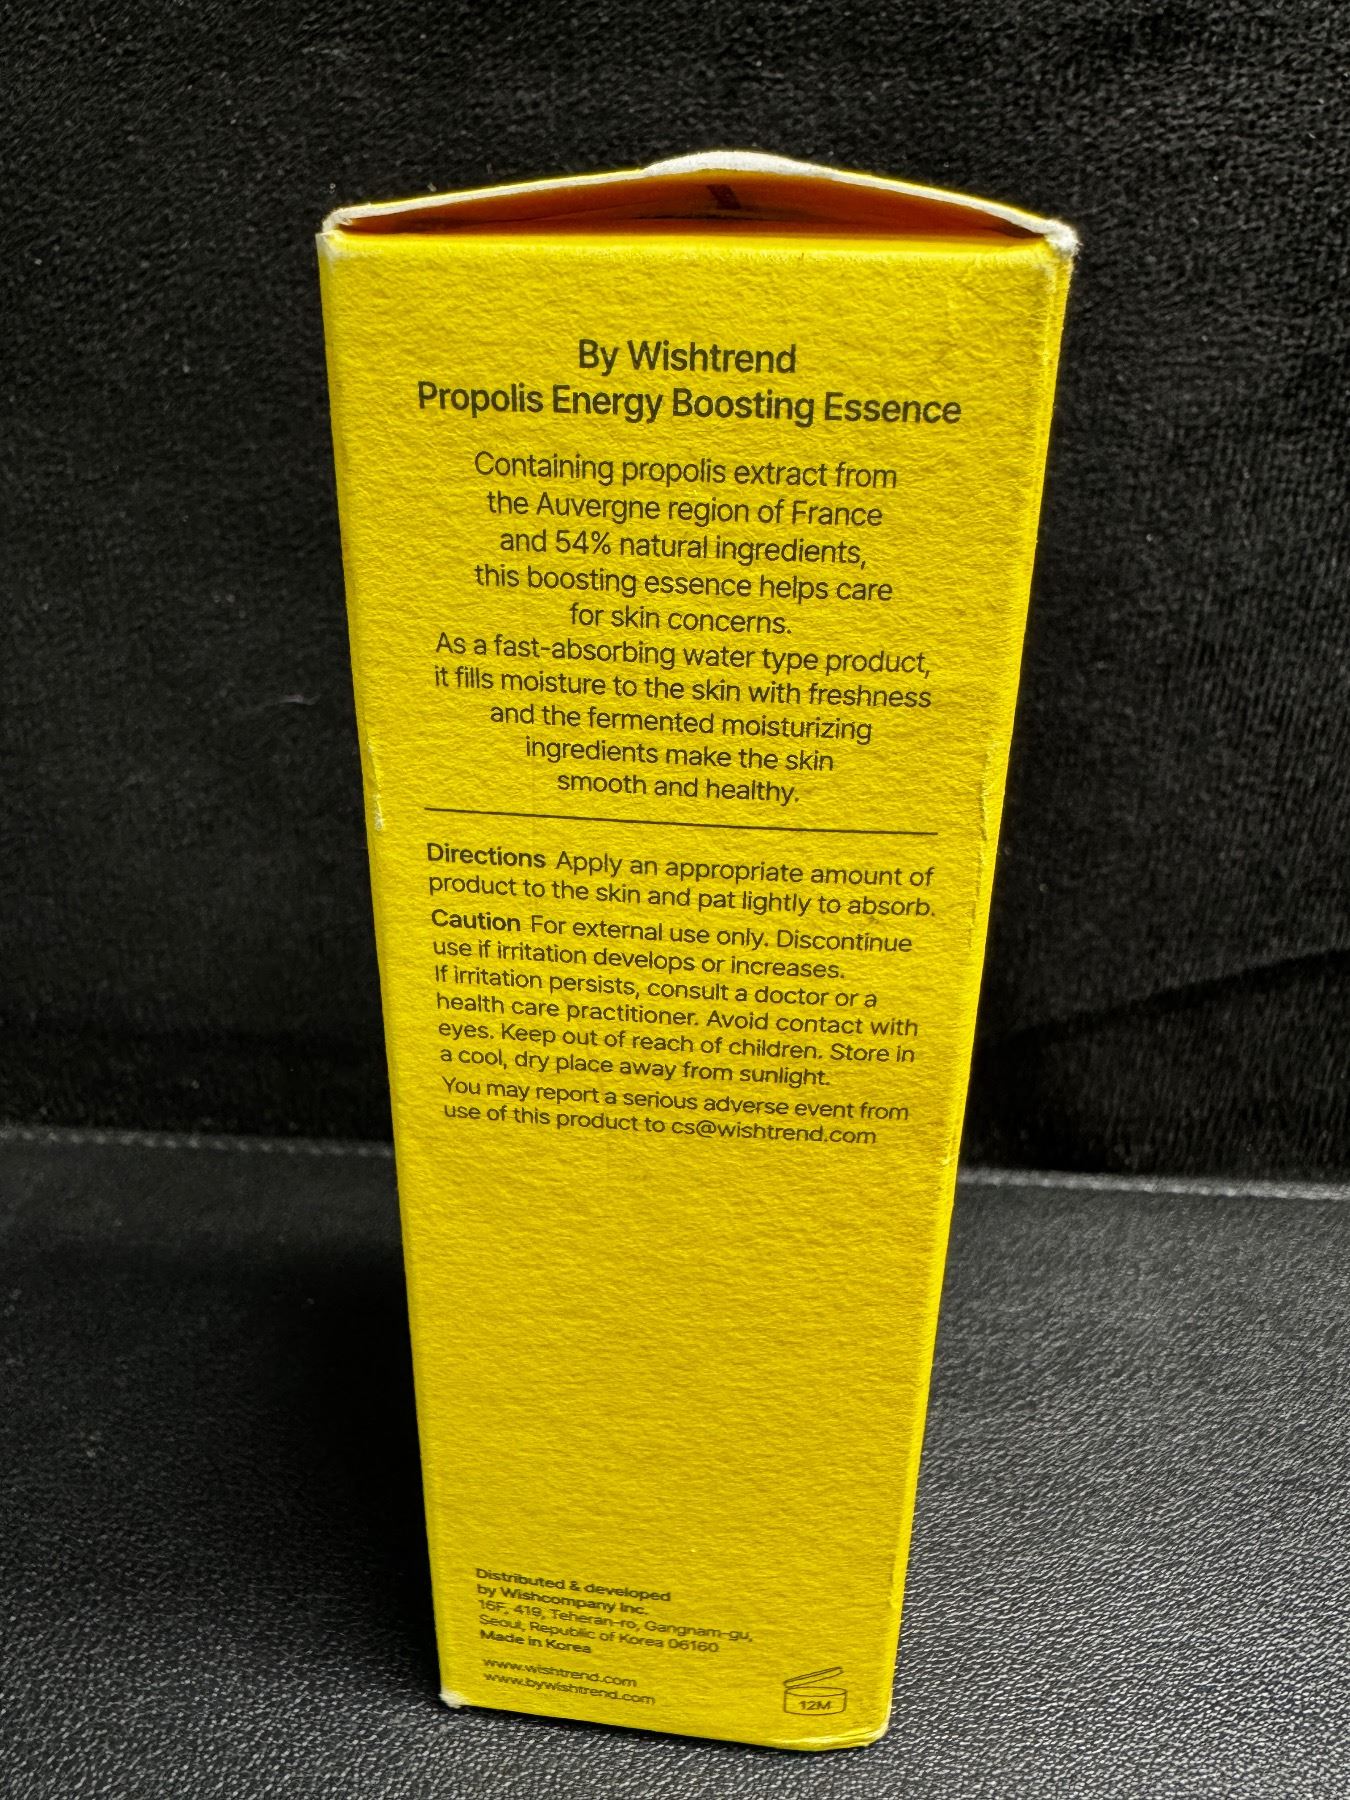 By Wishtrend
Propolis Energy Boosting Essence
Containing propolis extract from
the Auvergne region of France
and 54% natural ingredients,
this boosting essence helps care
for skin concerns.
As a fast-absorbing water type product,
it fills moisture to the skin with freshness
and the fermented moisturizing
ingredients make the skin
smooth and healthy.
Directions Apply an appropriate amount of
product to the skin and pat lightly to absorb.
Caution For external use only. Discontinue
use if irritation develops or increases.
If irritation persists, consult a doctor or a
health care practitioner. Avoid contact with
eyes. Keep out of reach of children. Store in
a cool, dry place away from sunlight.
You may report a serious adverse event from
use of this product to cs@wishtrend.com
Distributed & developed
by Wishcompany Inc.
16F, 419, Teheran-ro, Gangnam-gu,
Seoul, Republic of Korea 06160
Made in Korea
www.wishtrend.com
www.bywishtrend.com
12M